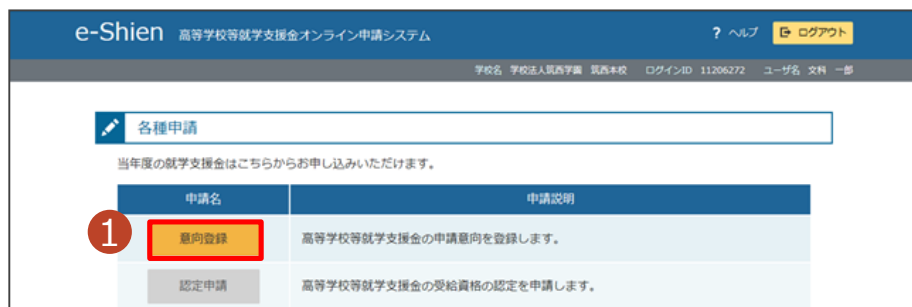 e-Shien 高等学校等就学支援金オンライン申請システム ? ヘルプ ログアウト
学校名 学校法人筑西学園 筑西本校 ログインID 11206272 ユーザ名 文科 一郎
各種申請
当年度の就学支援金はこちらからお申し込みいただけます。
申請名 申請説明
1 意向登録 高等学校等就学支援金の申請意向を登録します。
認定申請 高等学校等就学支援金の受給資格の認定を申請します。